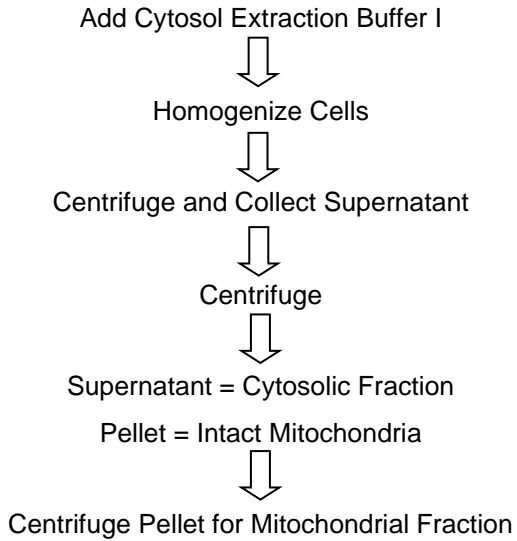 Add Cytosol Extraction Buffer I
Homogenize Cells
Centrifuge and Collect Supernatant
Centrifuge
Supernatant = Cytosolic Fraction
Pellet = Intact Mitochondria
Centrifuge Pellet for Mitochondrial Fraction